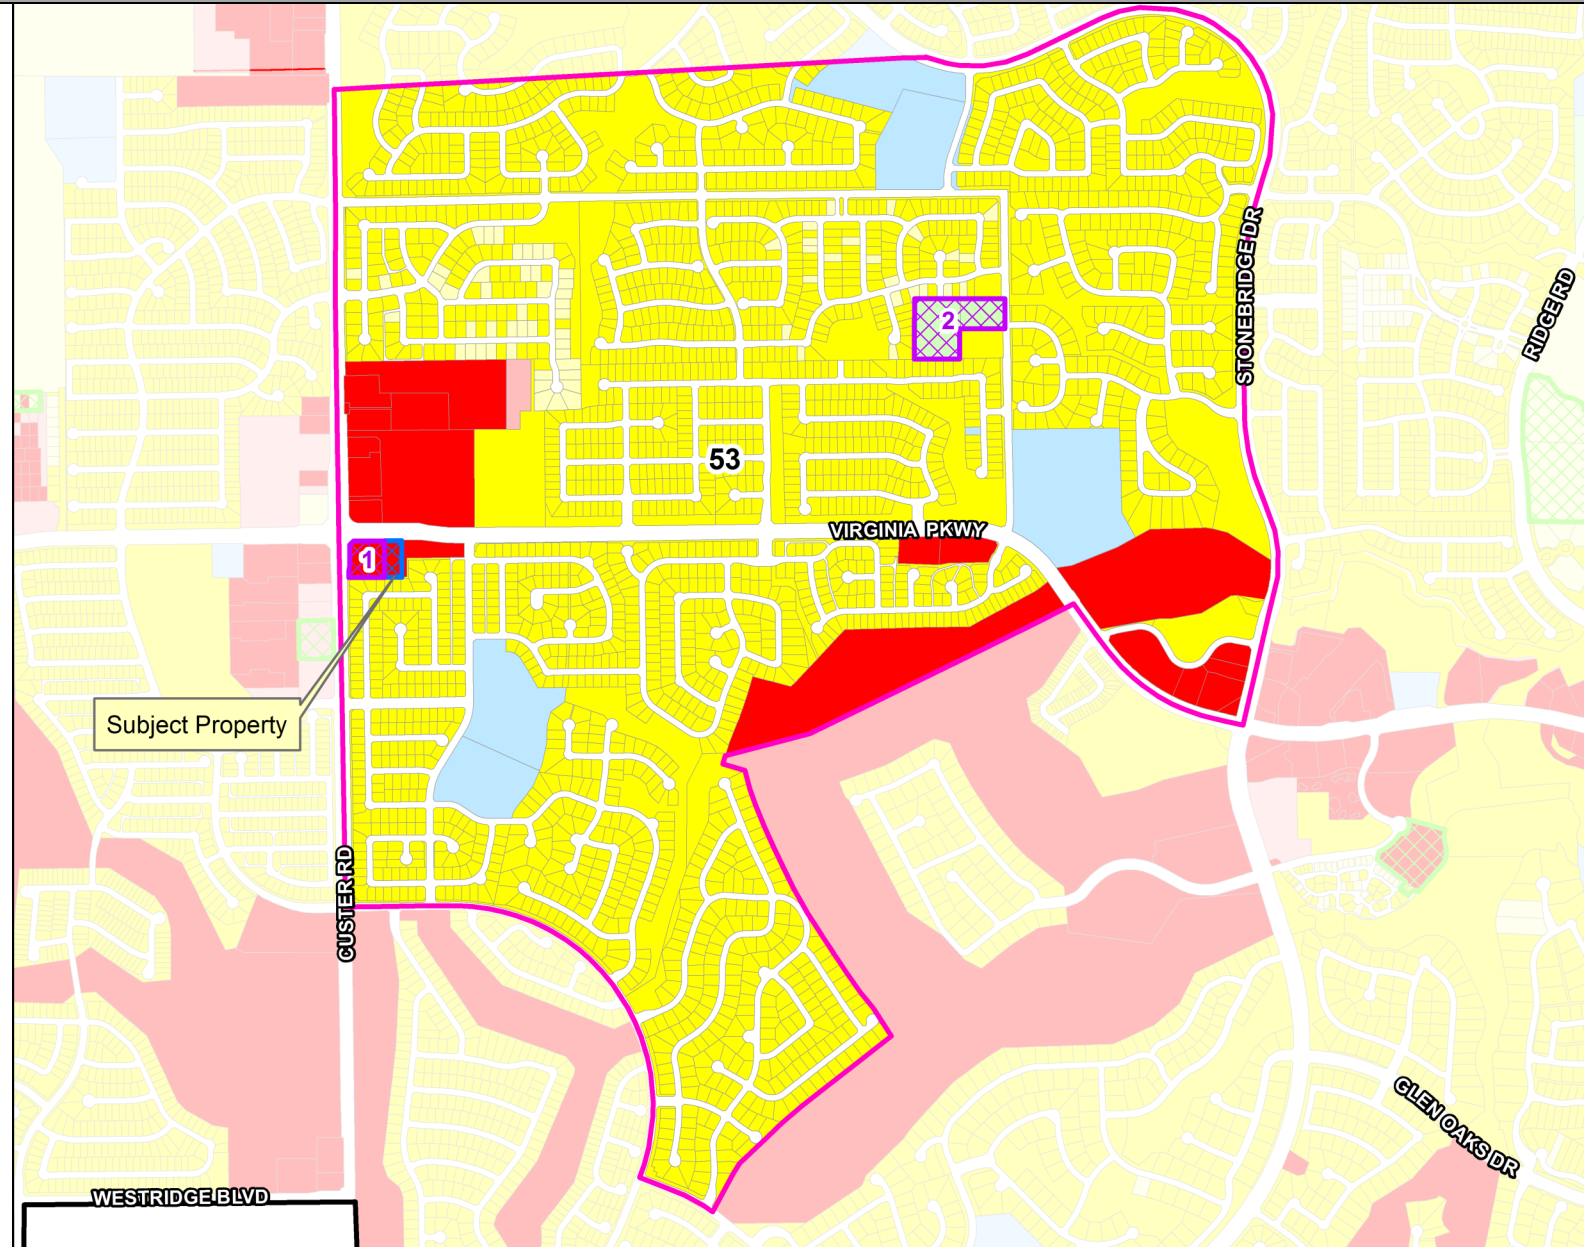 STONEBRIDGE DR
RIDGE RD
2
53
VIRGINIA PKWY
1
Subject Property
CUSTER RD
GLEN OAKS DR
WESTRIDGE BLVD